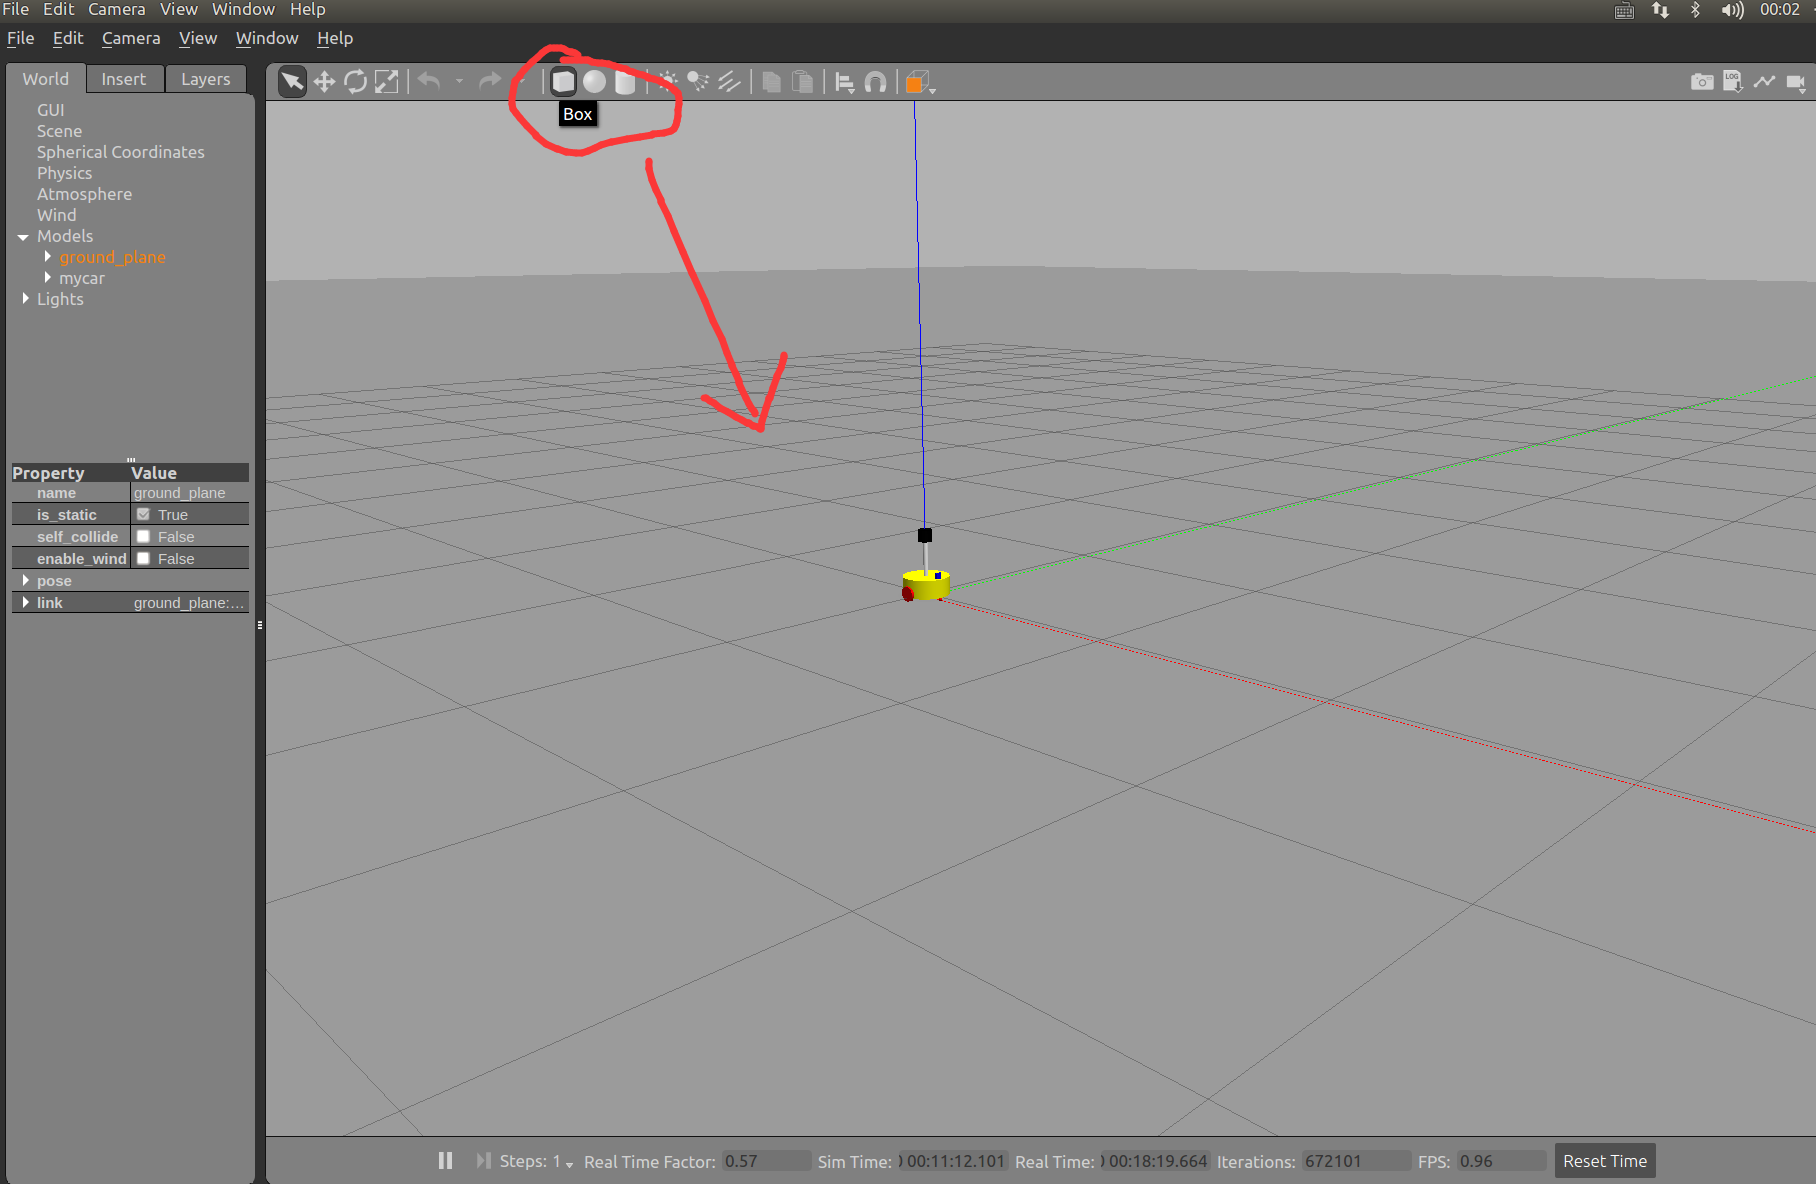 File Edit Camera View Window Help 00:02
File Edit Camera View Window Help
World Insert Layers
LOG
Box
GUI
Scene
Spherical Coordinates
Physics
Atmosphere
Wind
Models
ground_plane
mycar
Lights
Property Value
name ground_plane
is_static True
self_collide False
enable_wind False
pose
link ground_plane:...
Steps: 1 Real Time Factor: 0.57 Sim Time: 00:11:12.101 Real Time: 00:18:19.664 Iterations: 672101 FPS: 0.96 Reset Time